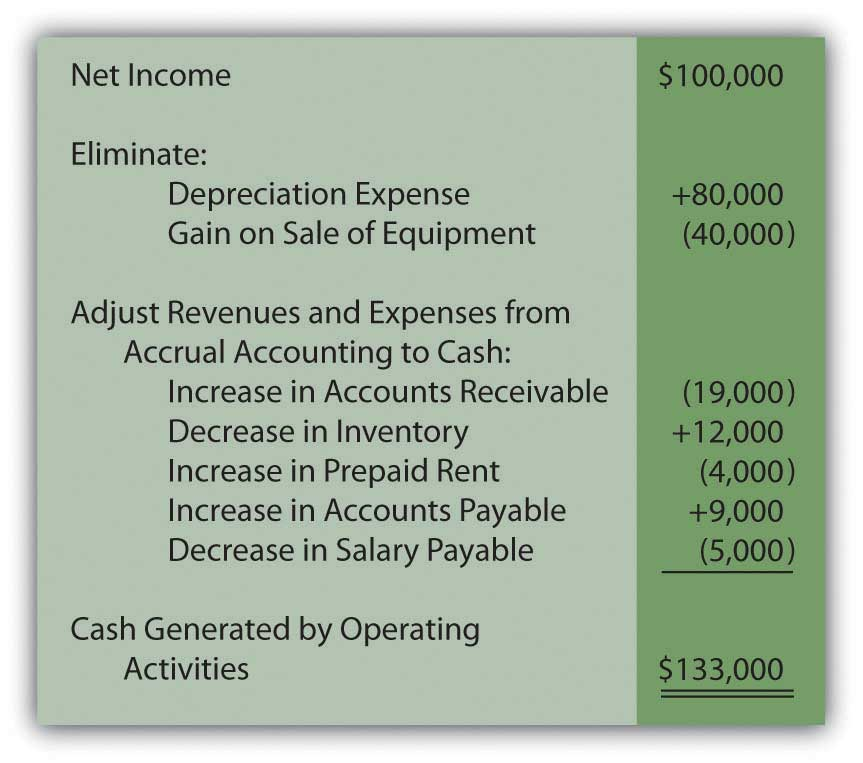 Net Income $100,000
Eliminate:
Depreciation Expense +80,000
Gain on Sale of Equipment (40,000)
Adjust Revenues and Expenses from
Accrual Accounting to Cash:
Increase in Accounts Receivable (19,000)
Decrease in Inventory +12,000
Increase in Prepaid Rent (4,000)
Increase in Accounts Payable +9,000
Decrease in Salary Payable (5,000)
Cash Generated by Operating
Activities $133,000